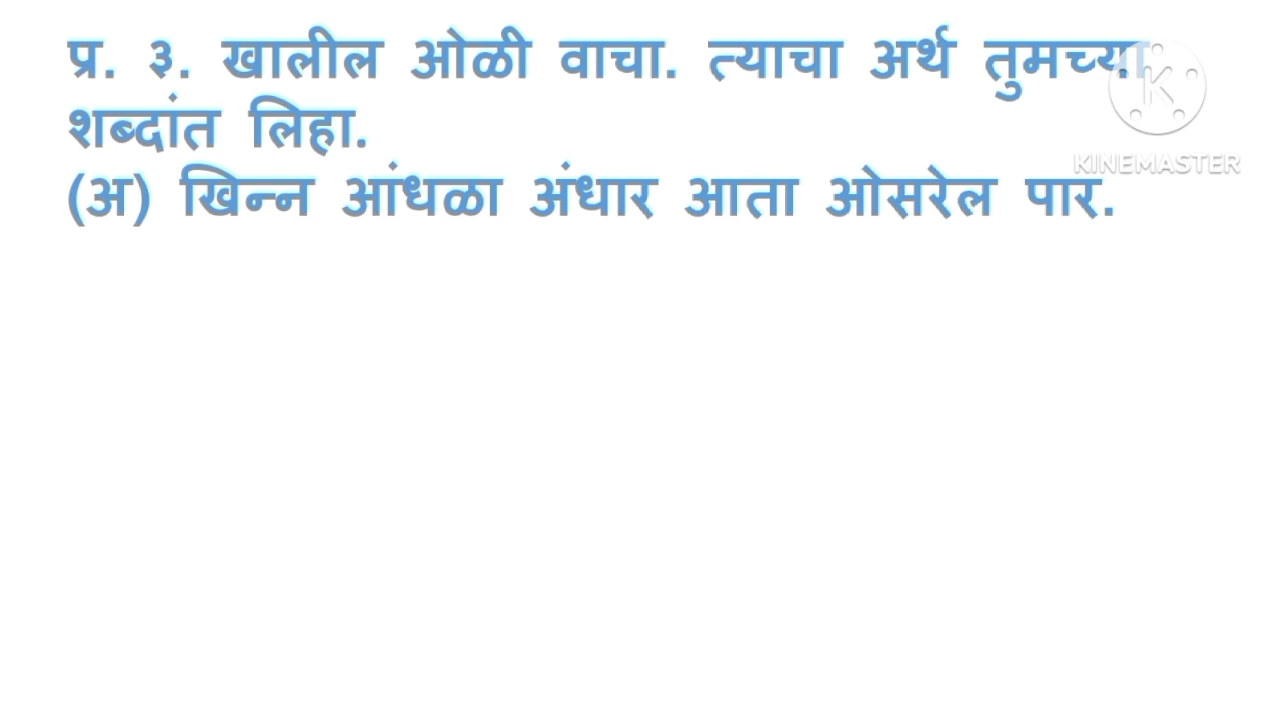 प्र. ३. खालील ओळी वाचा. त्याचा अर्थ तुमच्या
शब्दांत लिहा.
(अ) खिन्न आंधळा अंधार आता ओसरेल पार.
K
KINEMASTER